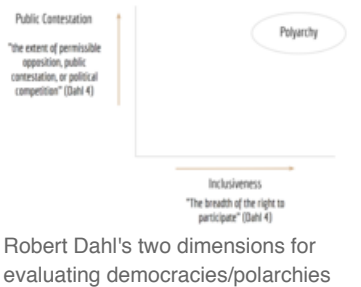 Public Contestation
"the extent of permissible
opposition, public
contestation, or political
competition" (Dahl 4)
Polyarchy
Inclusiveness
"The breadth of the right to
participate" (Dahl 4)
Robert Dahl's two dimensions for
evaluating democracies/polarchies